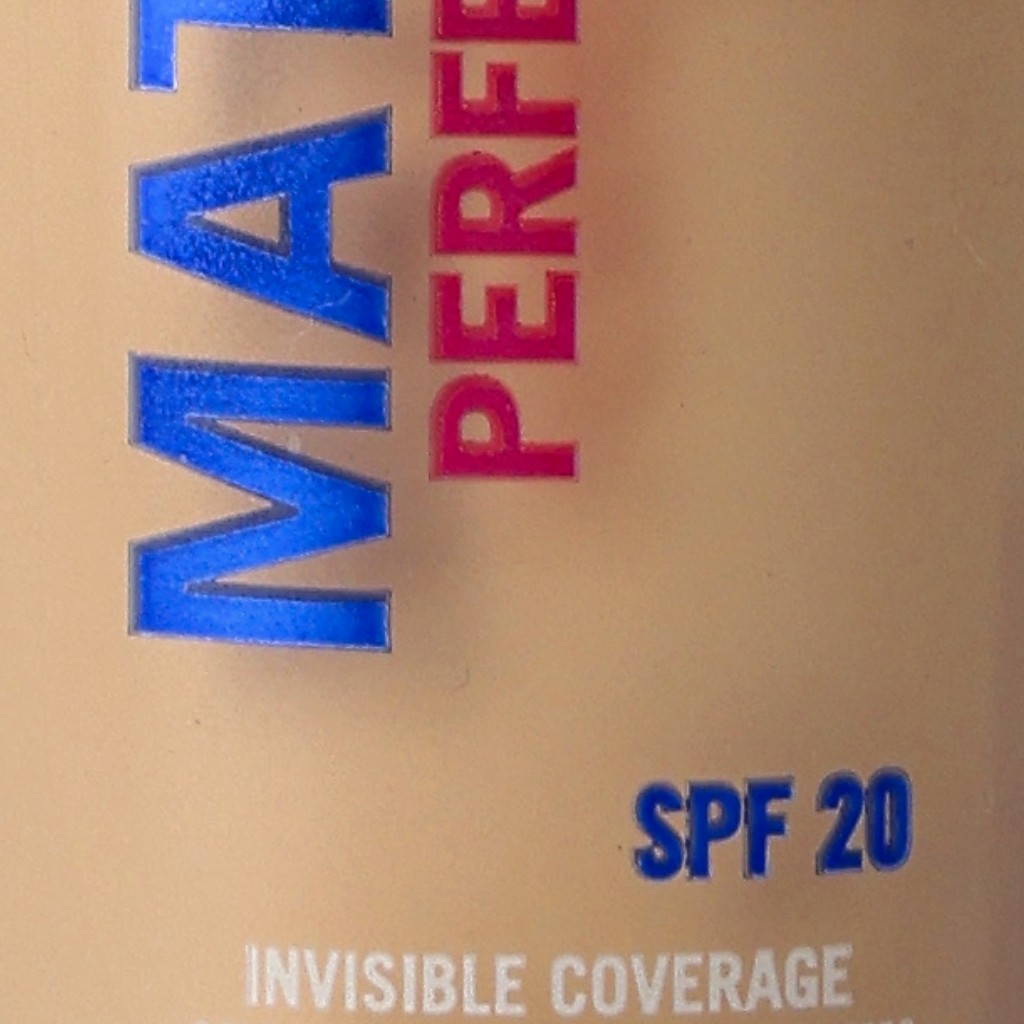 MAT
PERFE
SPF 20
INVISIBLE COVERAGE